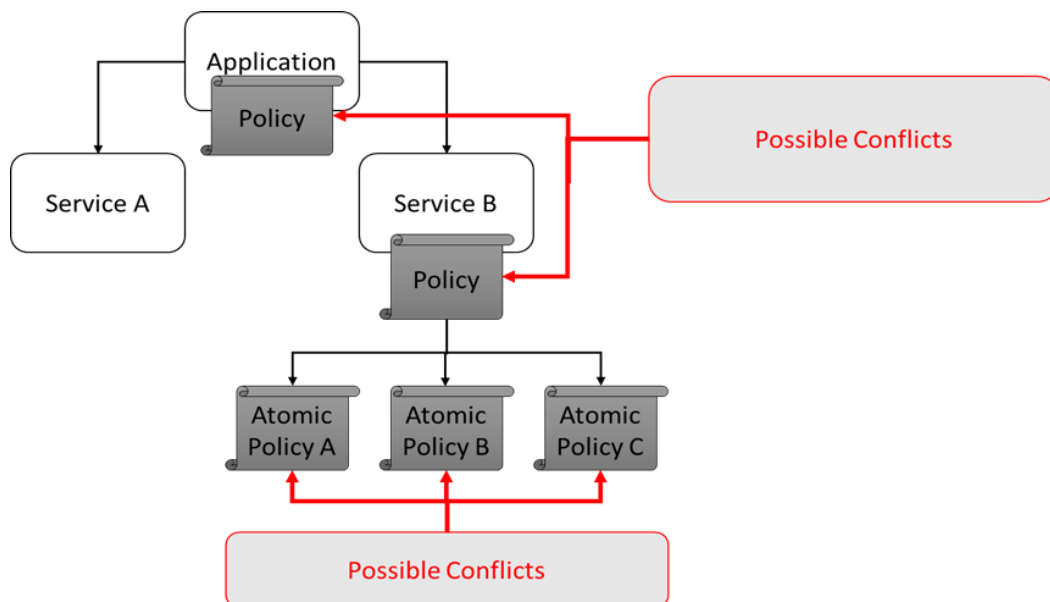 Application
Policy
Possible Conflicts
Service A
Service B
Policy
Atomic
Policy A
Atomic
Policy B
Atomic
Policy C
Possible Conflicts